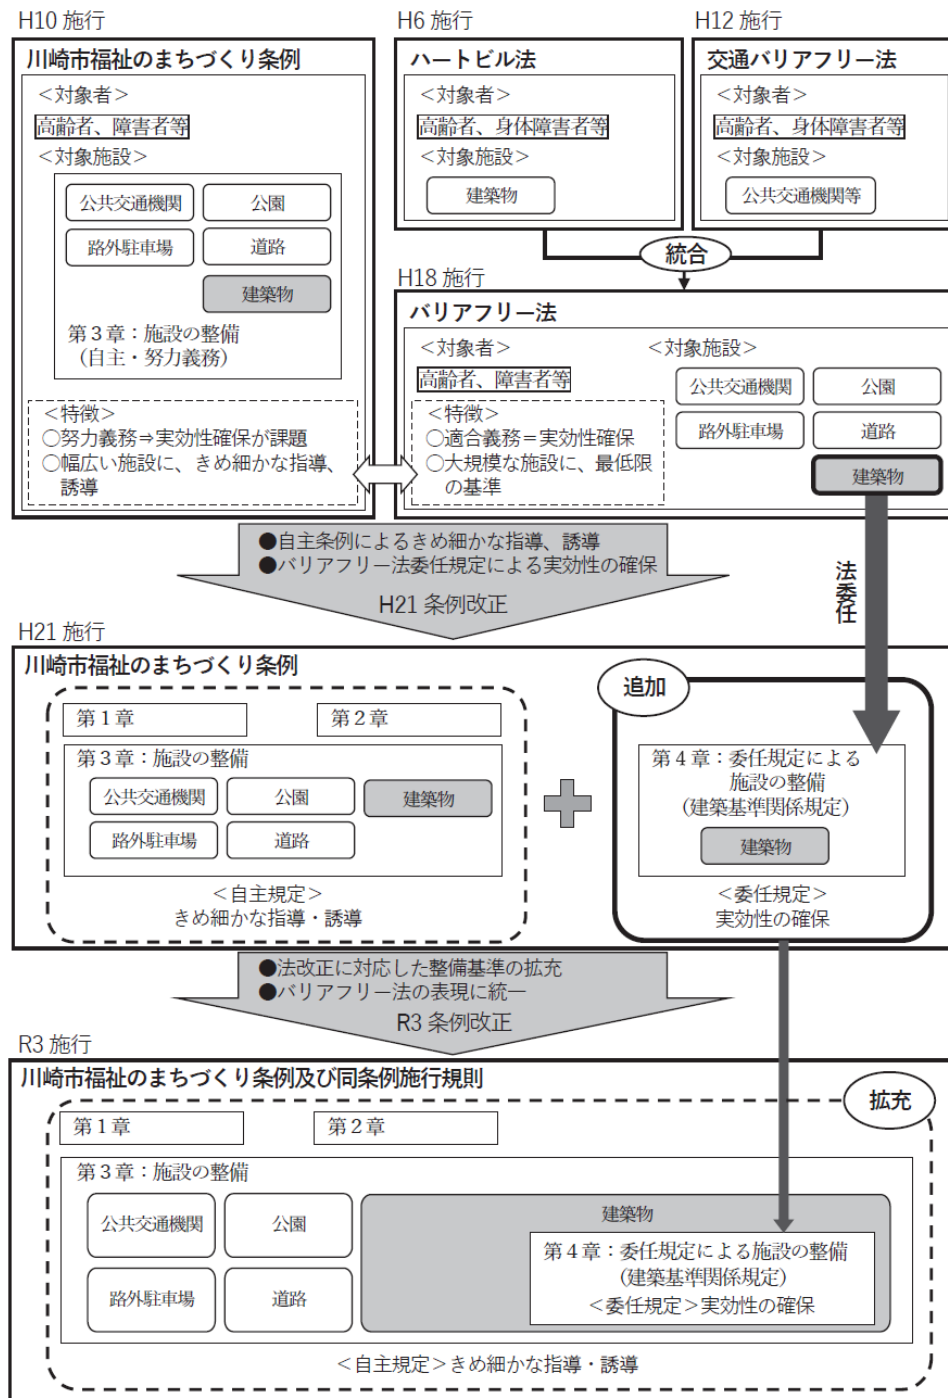 H10 施行
川崎市福祉のまちづくり条例
<対象者>
高齢者、障害者等
<対象施設>
公共交通機関
公園
路外駐車場
道路
建築物
第3章：施設の整備
（自主・努力義務）
<特徴>
○努力義務⇒実効性確保が課題
○幅広い施設に、きめ細かな指導、
誘導
H6 施行
ハートビル法
<対象者>
高齢者、身体障害者等
<対象施設>
建築物
H12 施行
交通バリアフリー法
<対象者>
高齢者、身体障害者等
<対象施設>
公共交通機関等
統合
H18 施行
バリアフリー法
<対象者>
高齢者、障害者等
<特徴>
○適合義務＝実効性確保
○大規模な施設に、最低限
の基準
<対象施設>
公共交通機関
公園
路外駐車場
道路
建築物
法委任
●自主条例によるきめ細かな指導、誘導
●バリアフリー法委任規定による実効性の確保
H21 条例改正
H21 施行
川崎市福祉のまちづくり条例
第1章
第2章
第3章：施設の整備
公共交通機関
公園
建築物
路外駐車場
道路
<自主規定>
きめ細かな指導・誘導
追加
第4章：委任規定による
施設の整備
（建築基準関係規定）
建築物
<委任規定>
実効性の確保
●法改正に対応した整備基準の拡充
●バリアフリー法の表現に統一
R3 条例改正
R3 施行
川崎市福祉のまちづくり条例及び同条例施行規則
拡充
第1章
第2章
第3章：施設の整備
公共交通機関
公園
路外駐車場
道路
建築物
第4章：委任規定による施設の整備
（建築基準関係規定）
<委任規定>実効性の確保
<自主規定>きめ細かな指導・誘導